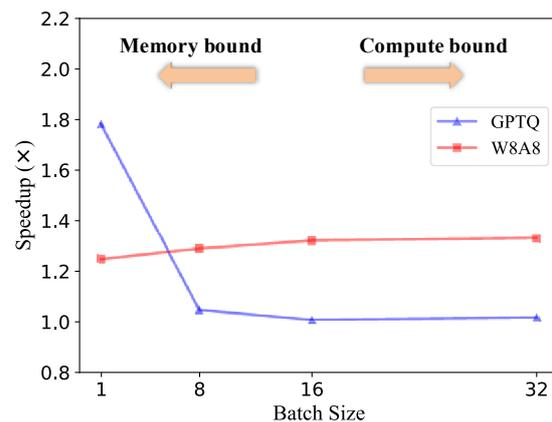 2.2
2.0
1.8
1.6
1.4
1.2
1.0
0.8
Speedup (×)
Memory bound
Compute bound
GPTQ
W8A8
1 8 16 32
Batch Size